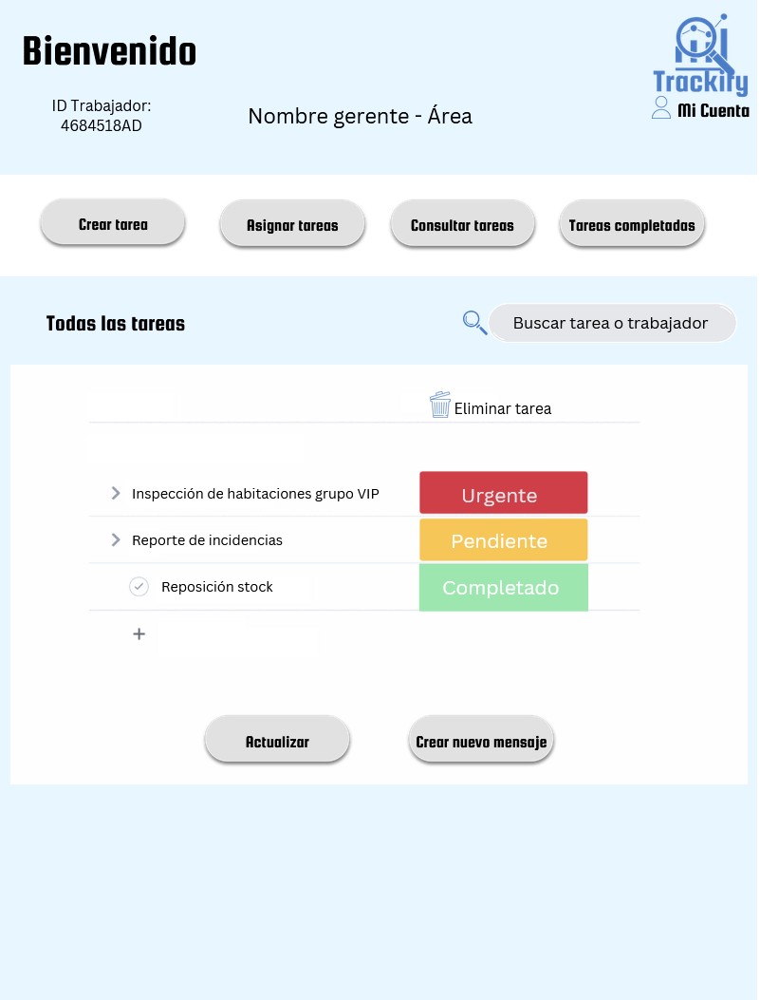 Bienvenido
Trackify
Mi Cuenta
ID Trabajador:
4684518AD
Nombre gerente - Área
Crear tarea
Asignar tareas
Consultar tareas
Tareas completadas
Todas las tareas
Buscar tarea o trabajador
Eliminar tarea
Inspección de habitaciones grupo VIP
Urgente
Reporte de incidencias
Pendiente
Reposición stock
Completado
+
Actualizar
Crear nuevo mensaje